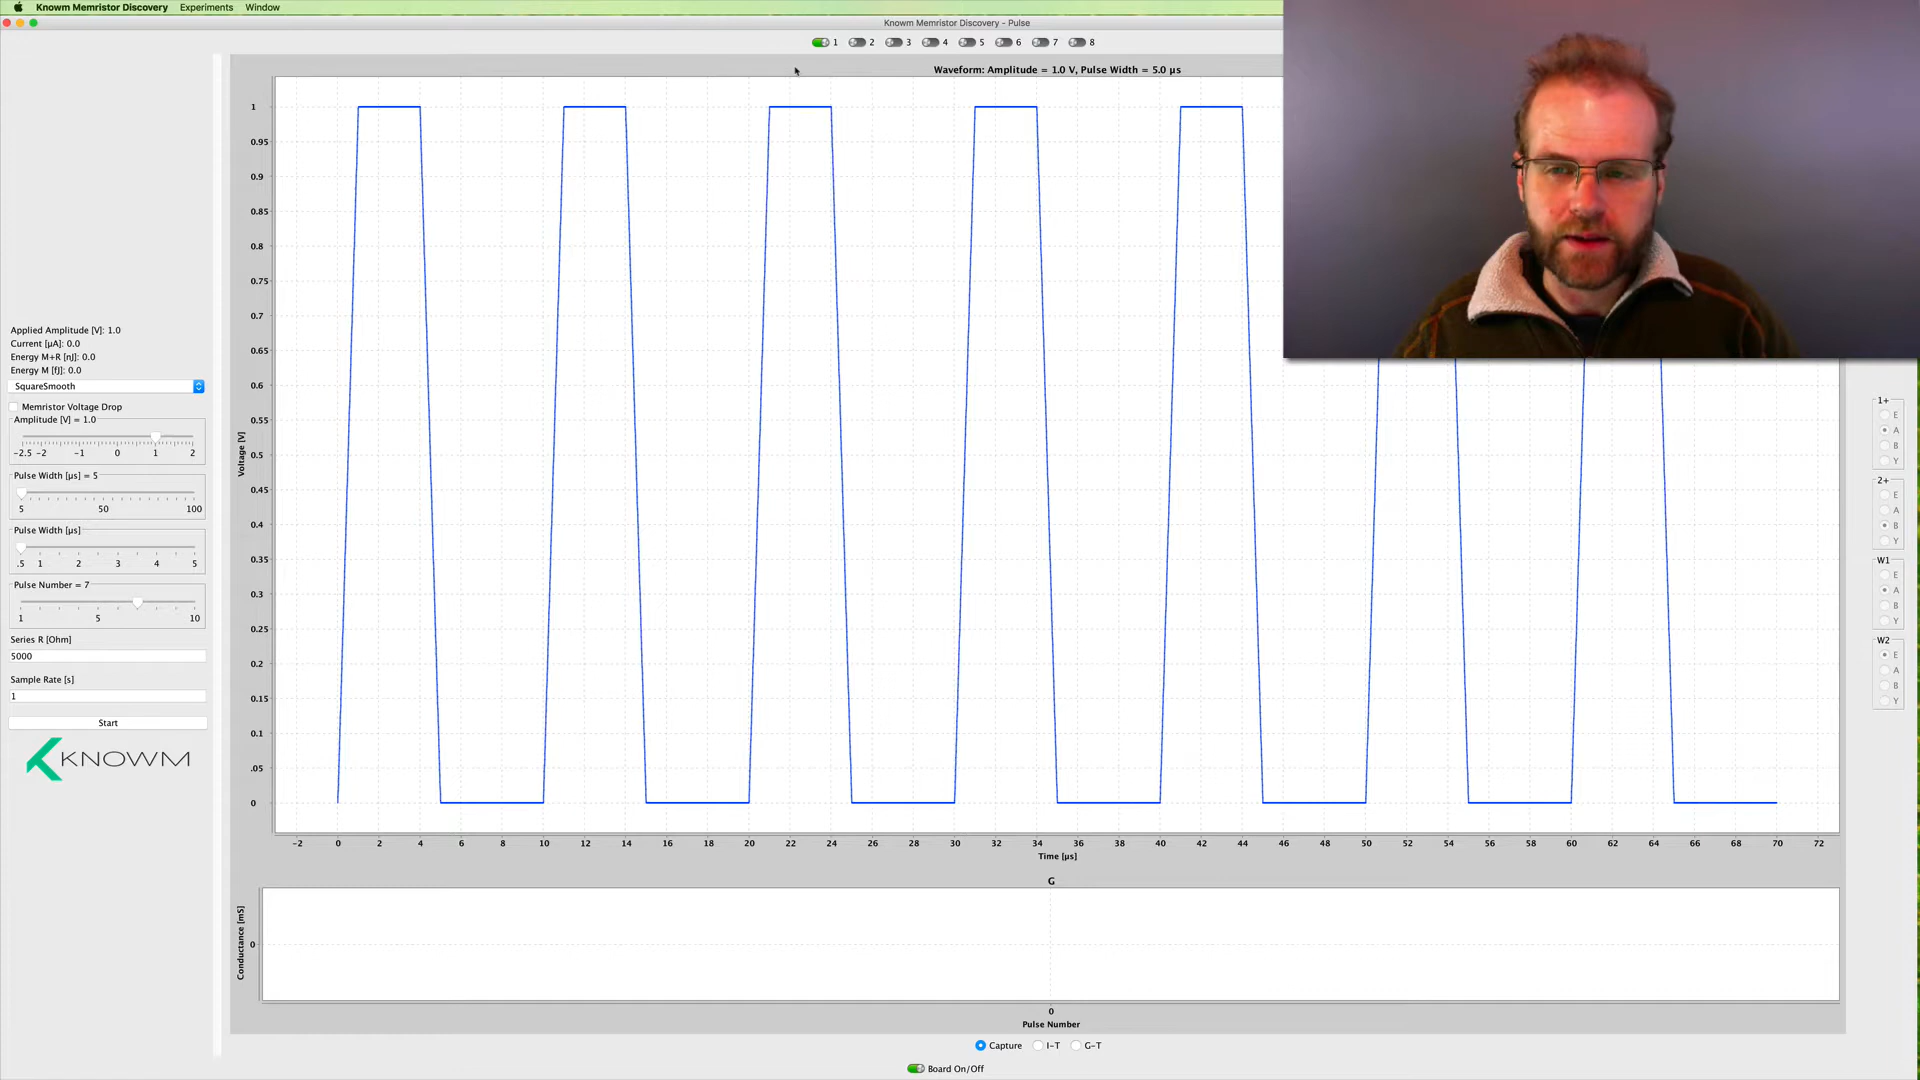 Knowm Memristor Discovery Experiments Window
Knowm Memristor Discovery - Pulse
1 2 3 4 5 6 7 8
Waveform: Amplitude = 1.0 V, Pulse Width = 5.0 µs
1
0.95
0.9
0.85
0.8
0.75
0.7
0.65
0.6
0.55
0.5
0.45
0.4
0.35
0.3
0.25
0.2
0.15
0.1
.05
0
Voltage [V]
-2 0 2 4 6 8 10 12 14 16 18 20 22 24 26 28 30 32 34 36 38 40 42 44 46 48 50 52 54 56 58 60 62 64 66 68 70 72
Time [µs]
Applied Amplitude [V]: 1.0
Current [µA]: 0.0
Energy M+R [nJ]: 0.0
Energy M [fJ]: 0.0
SquareSmooth
Memristor Voltage Drop
Amplitude [V] = 1.0
-2.5 -2 -1 0 1 2
Pulse Width [µs] = 5
5 50 100
Pulse Width [µs]
.5 1 2 3 4 5
Pulse Number = 7
1 5 10
Series R [Ohm]
5000
Sample Rate [s]
1
Start
KNOWM
G
Conductance [mS]
0
0
Pulse Number
Capture I-T G-T
Board On/Off
1+
E
A
B
Y
2+
E
A
B
Y
W1
E
A
B
Y
W2
E
A
B
Y